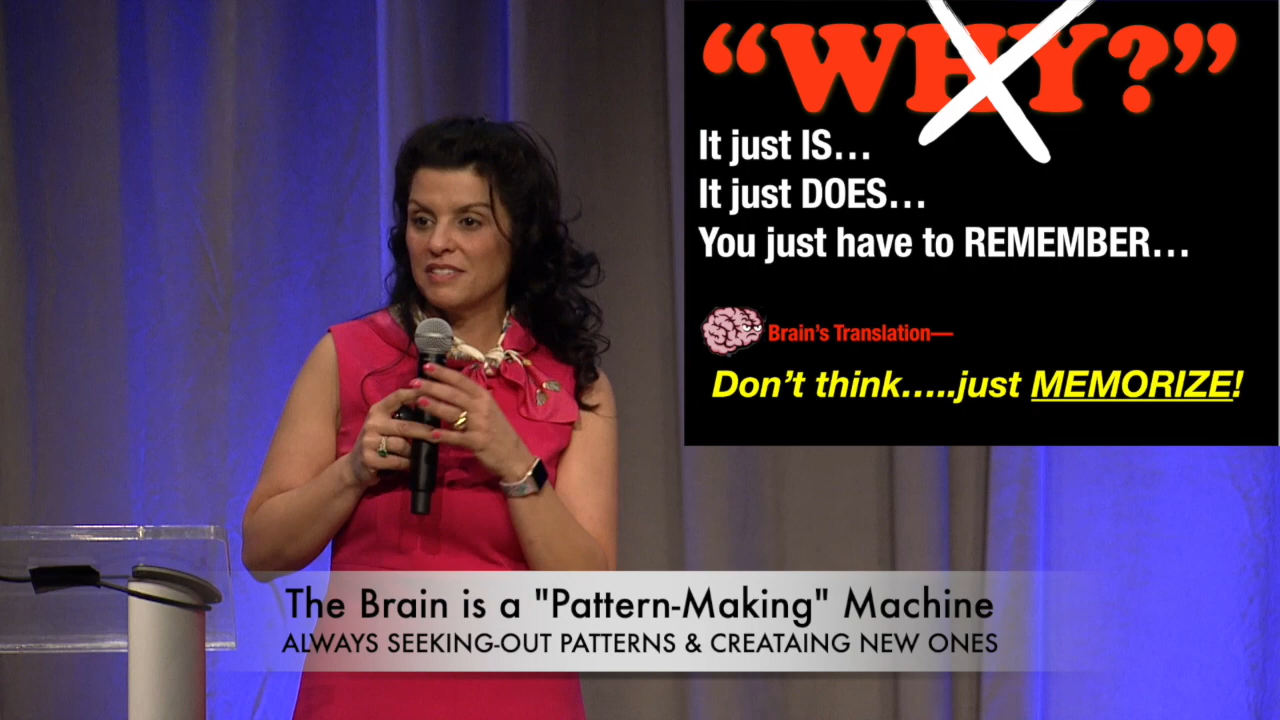 “WHY?”
It just IS...
It just DOES...
You just have to REMEMBER...
Brain’s Translation—
Don’t think.....just MEMORIZE!
The Brain is a "Pattern-Making" Machine
ALWAYS SEEKING-OUT PATTERNS & CREATAING NEW ONES